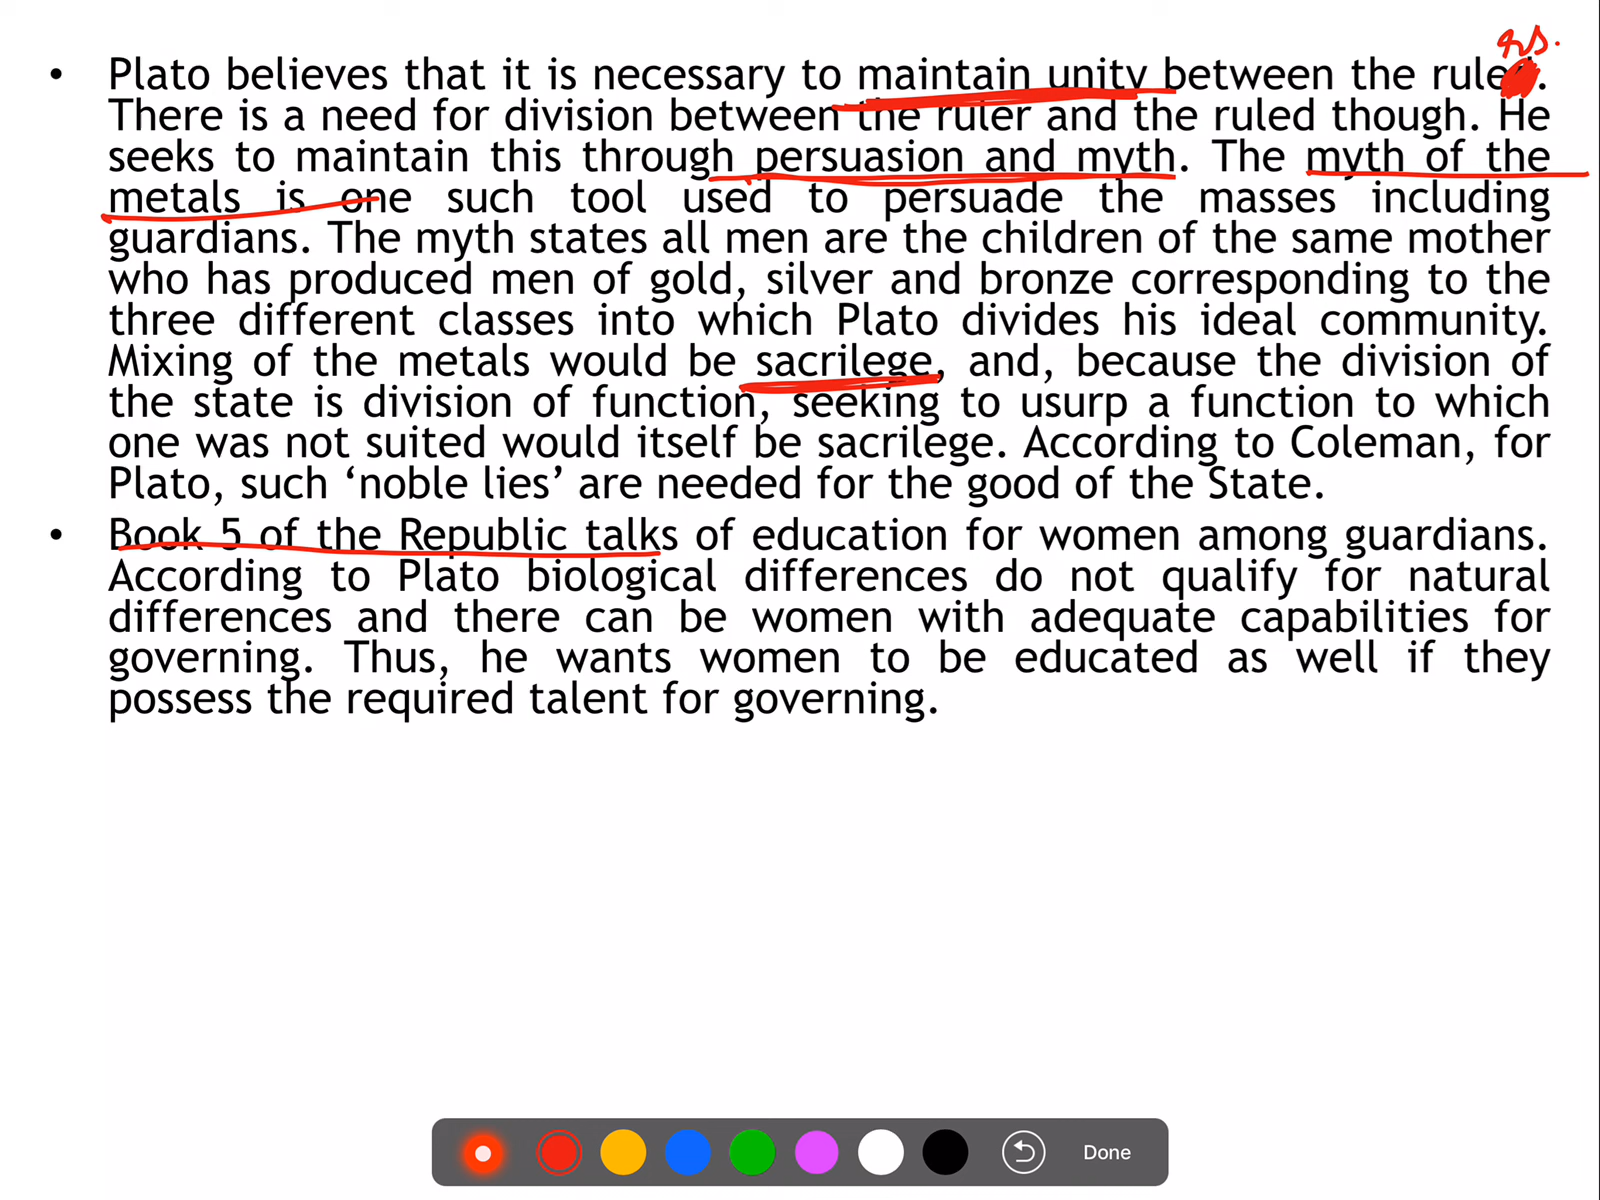 rs.
• Plato believes that it is necessary to maintain unity between the rule
There is a need for division between the ruler and the ruled though. He
seeks to maintain this through persuasion and myth. The myth of the
metals is one such tool used to persuade the masses including
guardians. The myth states all men are the children of the same mother
who has produced men of gold, silver and bronze corresponding to the
three different classes into which Plato divides his ideal community.
Mixing of the metals would be sacrilege, and, because the division of
the state is division of function, seeking to usurp a function to which
one was not suited would itself be sacrilege. According to Coleman, for
Plato, such ‘noble lies’ are needed for the good of the State.
• Book 5 of the Republic talks of education for women among guardians.
According to Plato biological differences do not qualify for natural
differences and there can be women with adequate capabilities for
governing. Thus, he wants women to be educated as well if they
possess the required talent for governing.
Done